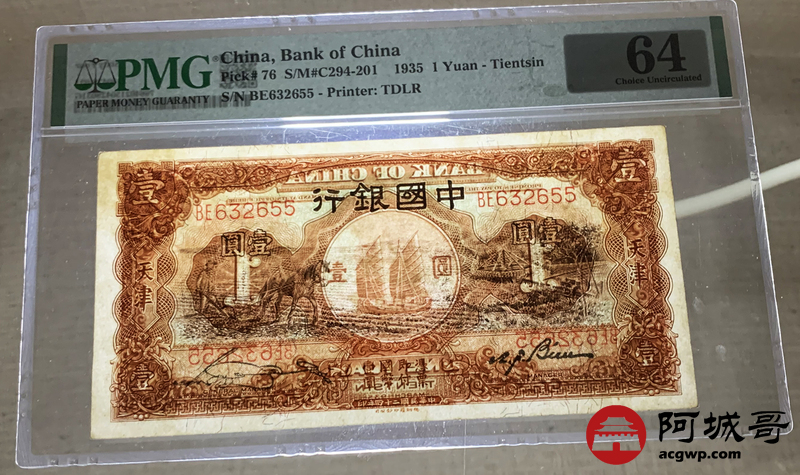 PMG
PAPER MONEY GUARANTY
China, Bank of China
Pick# 76 S/M#C294-201 1935 1 Yuan - Tientsin
S/N BE632655 - Printer: TDLR
64
Choice Uncirculated
壹
壹
BANK OF CHINA
行銀國中
BE632655
BE632655
圓
壹
圓
壹
壹
圓
天津
天津
BE632655
BE632655
壹
壹
阿城哥
acgwp.com